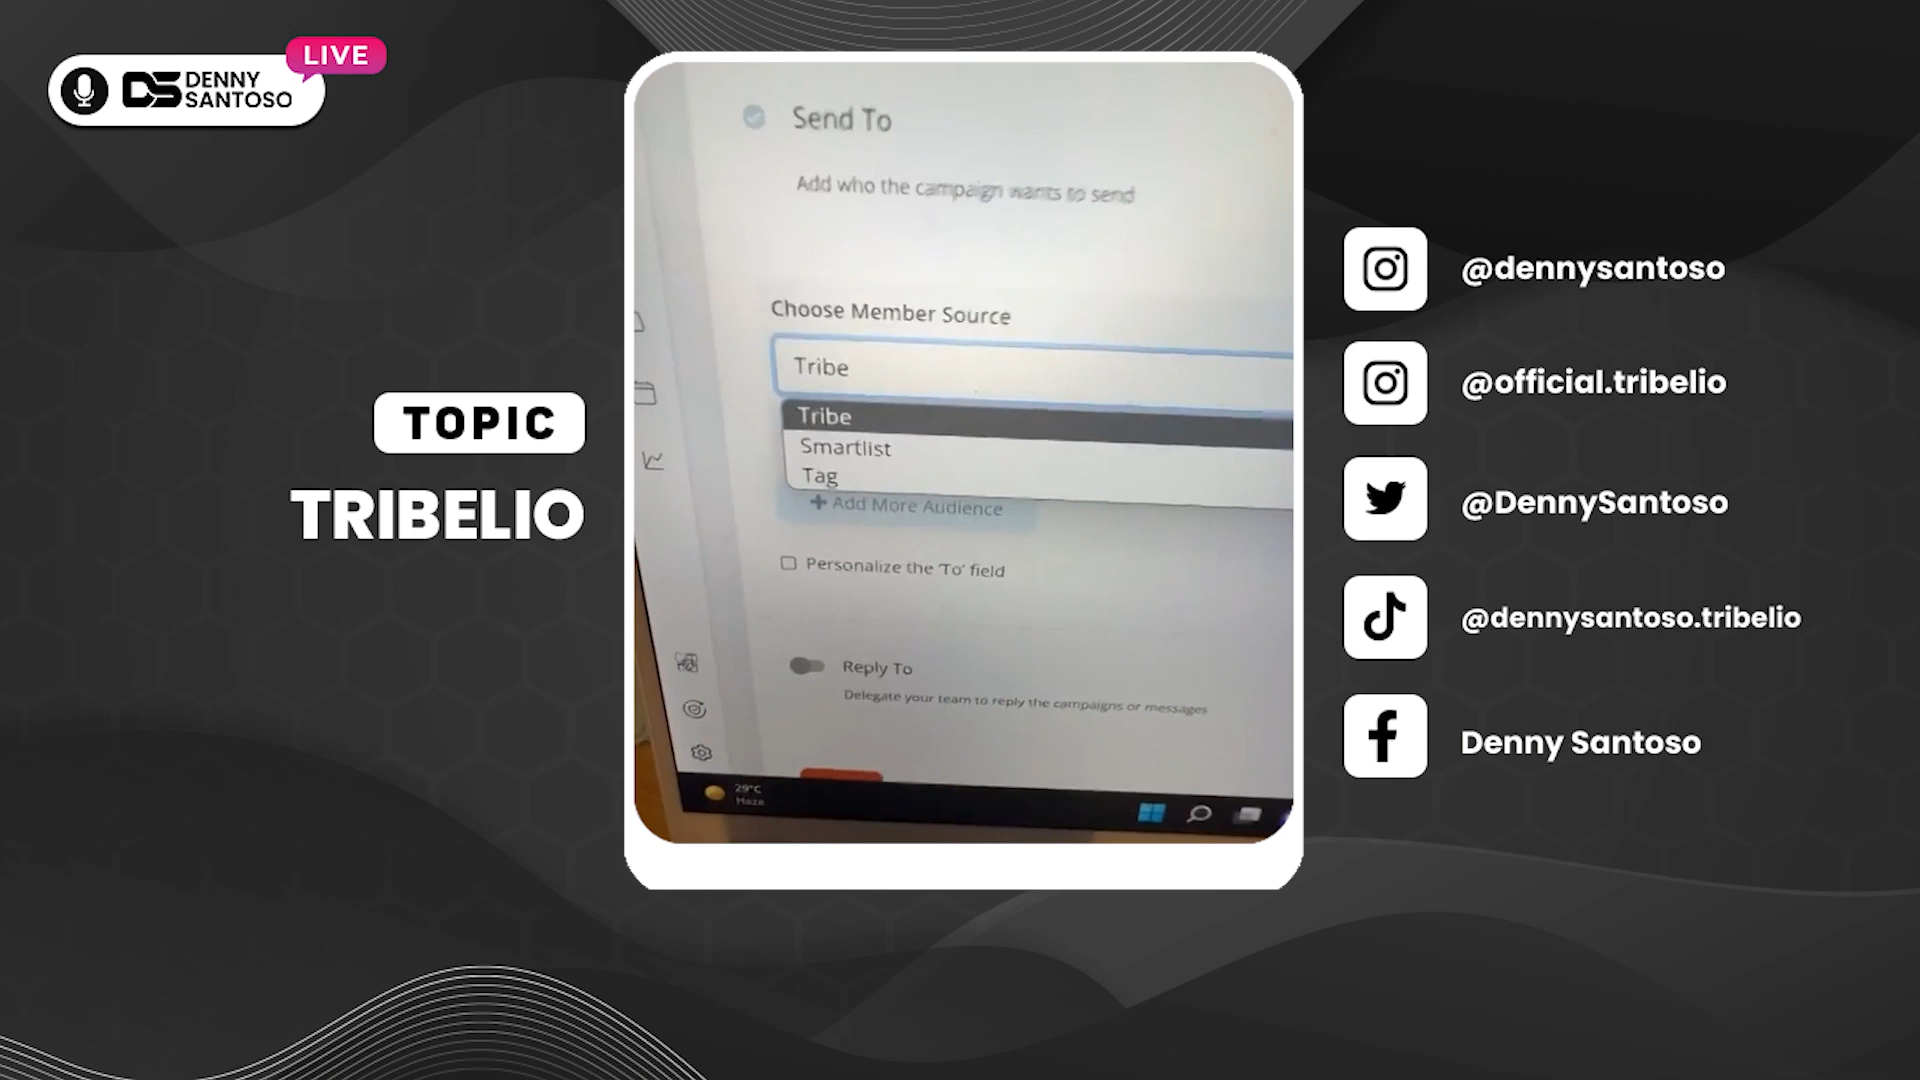 LIVE
DS DENNY
SANTOSO
TOPIC
TRIBELIO
Send To
Add who the campaign wants to send
Choose Member Source
Tribe
Tribe
Smartlist
Tag
+ Add More Audience
Personalize the 'To' field
Reply To
Delegate your team to reply the campaigns or messages
29°C
Haze
@dennysantoso
@official.tribelio
@DennySantoso
@dennysantoso.tribelio
Denny Santoso